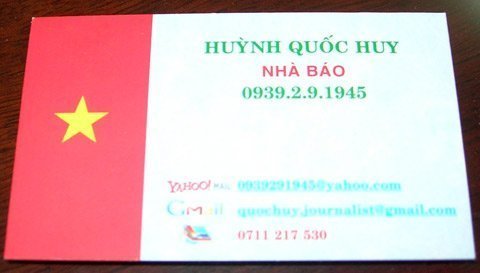 HUỲNH QUỐC HUY
NHÀ BÁO
0939.2.9.1945
YAHOO! MAIL 0939291945@yahoo.com
Gmail quochuy.journalist@gmail.com
0711 217 530